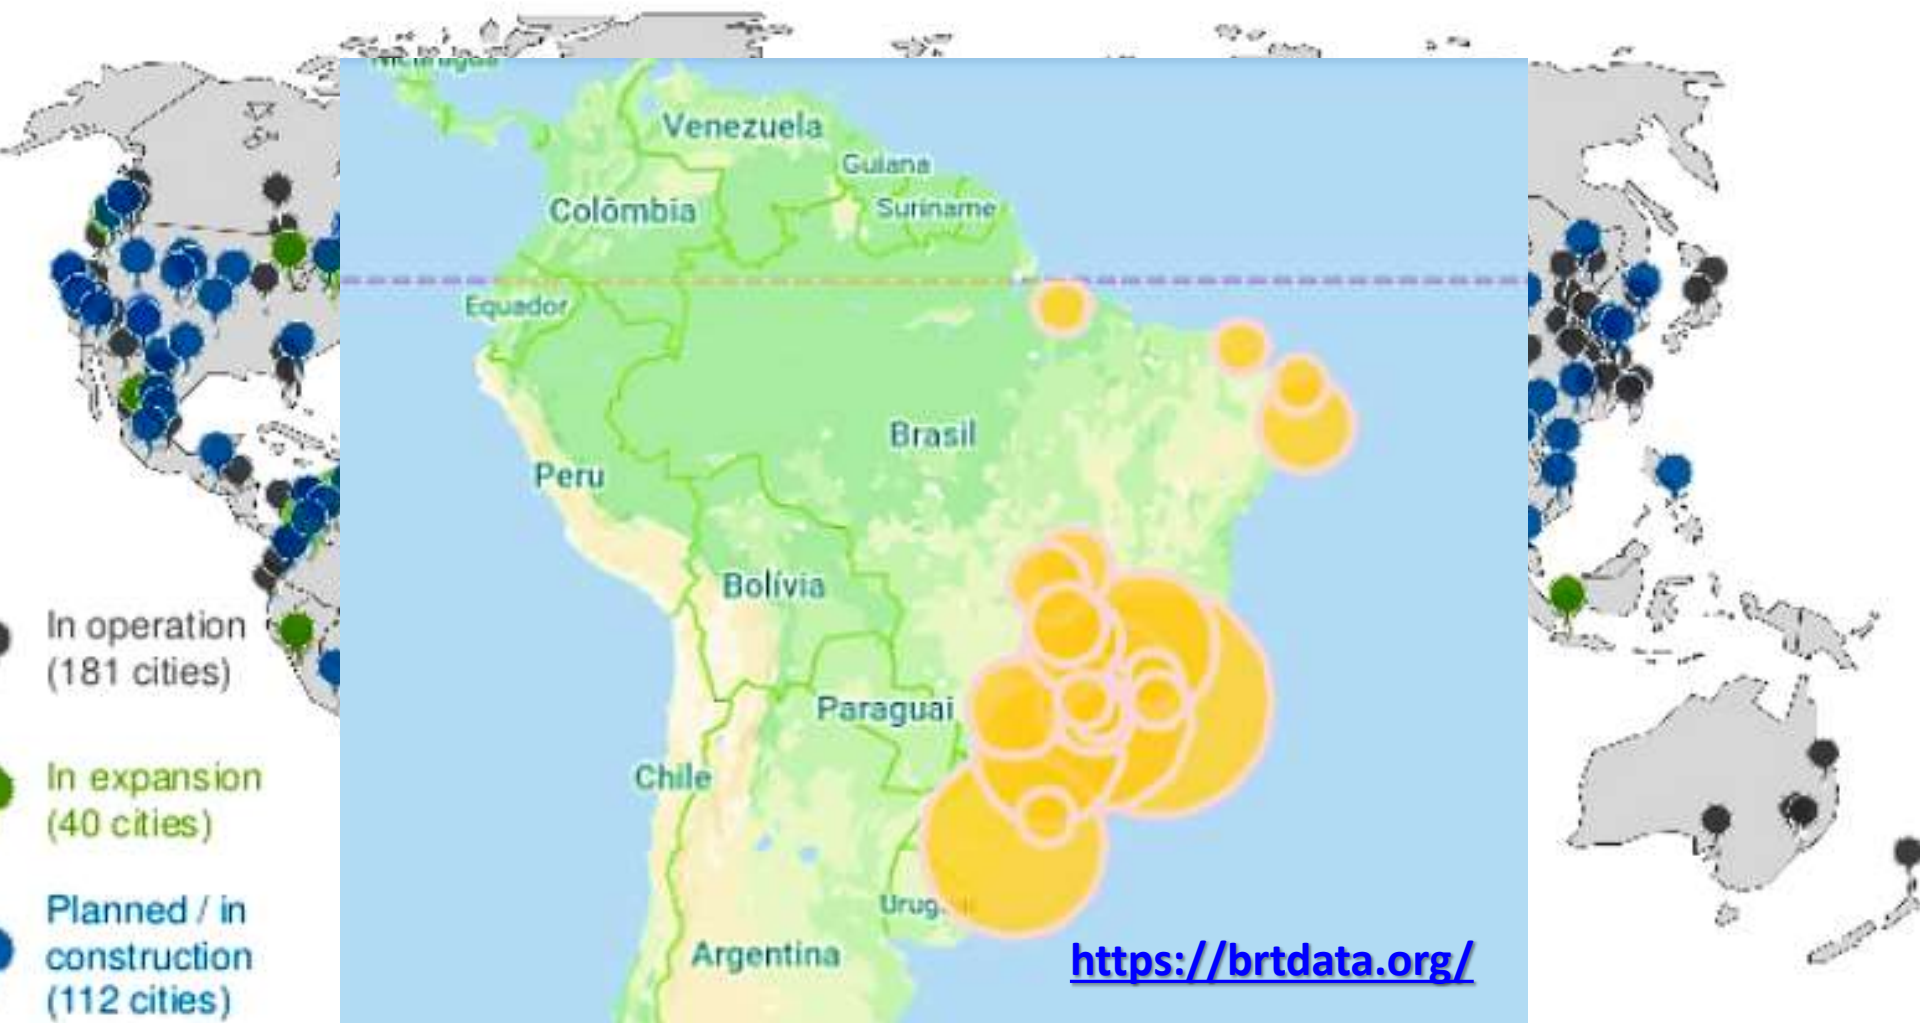 Venezuela
Guiana
Suriname
Colômbia
Equador
Brasil
Peru
Bolívia
Paraguai
Chile
Argentina
https://brtdata.org/
In operation
(181 cities)
In expansion
(40 cities)
Planned / in
construction
(112 cities)